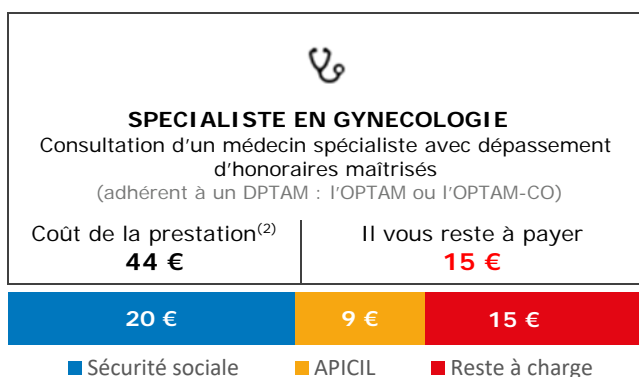 SPECIALISTE EN GYNECOLOGIE
Consultation d'un médecin spécialiste avec dépassement
d'honoraires maîtrisés
(adhérent à un DPTAM : l'OPTAM ou l'OPTAM-CO)
Coût de la prestation(2)
44 €
Il vous reste à payer
15 €
20 €
9 €
15 €
Sécurité sociale
APICIL
Reste à charge